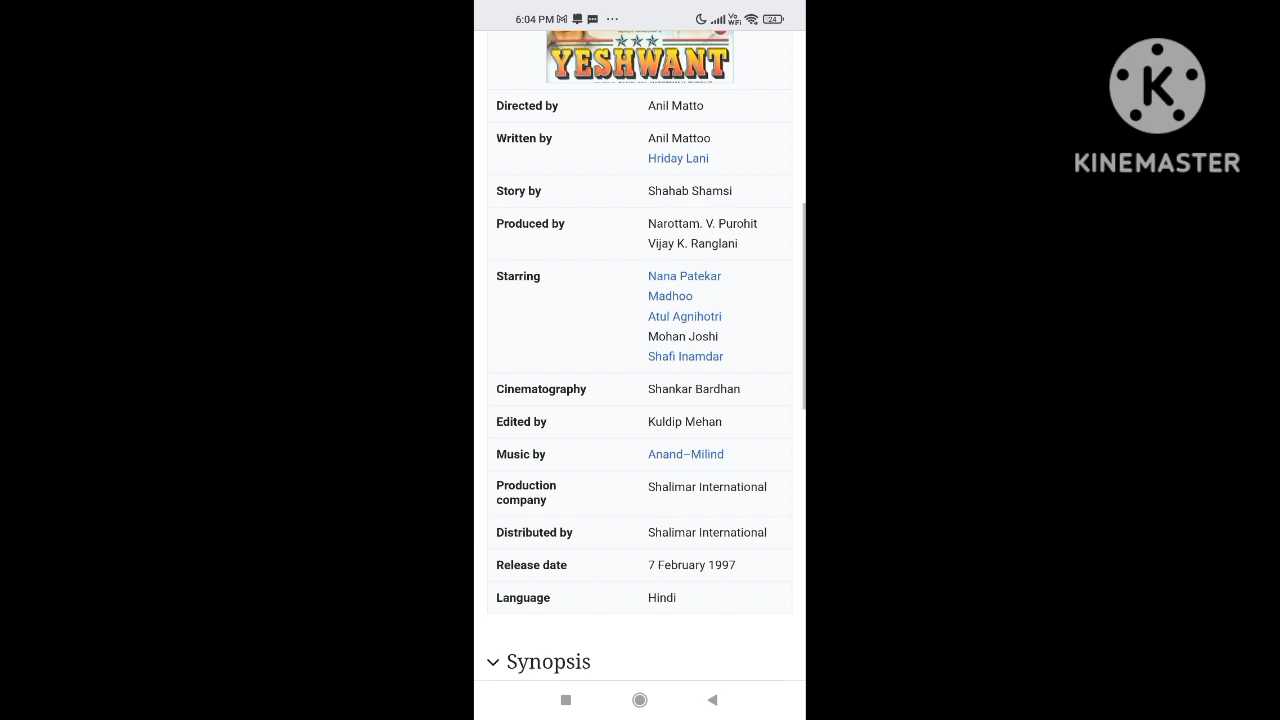 6:04 PM
Vo
WiFi
24
YESHWANT
Directed by Anil Matto
Written by Anil Mattoo
Hriday Lani
Story by Shahab Shamsi
Produced by Narottam. V. Purohit
Vijay K. Ranglani
Starring Nana Patekar
Madhoo
Atul Agnihotri
Mohan Joshi
Shafi Inamdar
Cinematography Shankar Bardhan
Edited by Kuldip Mehan
Music by Anand–Milind
Production company Shalimar International
Distributed by Shalimar International
Release date 7 February 1997
Language Hindi
Synopsis
K
KINEMASTER